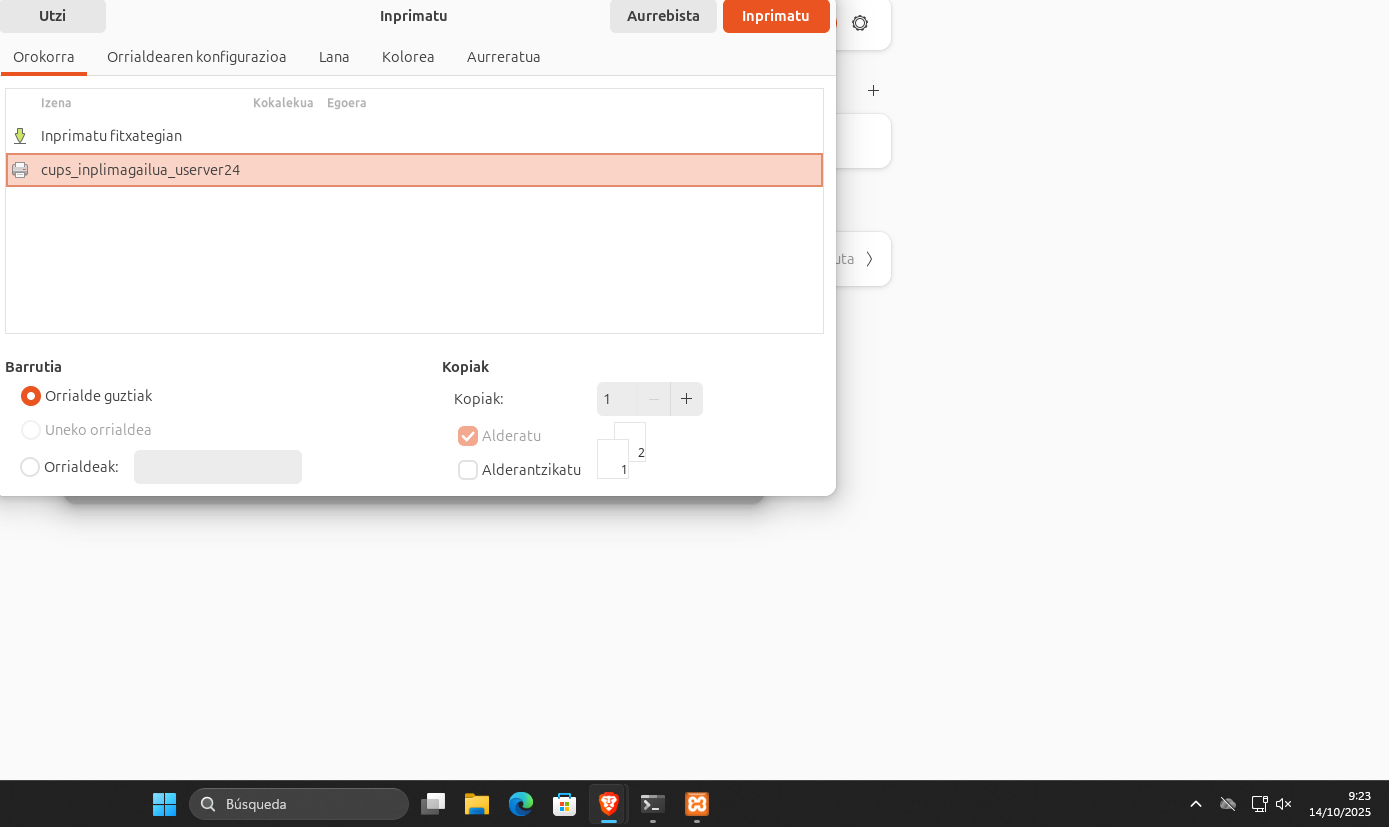 Utzi
Inprimatu
Aurrebista
Inprimatu
Orokorra
Orrialdearen konfigurazioa
Lana
Kolorea
Aurreratua
Izena
Kokalekua
Egoera
Inprimatu fitxategian
cups_inplimagailua_userver24
uta
Barrutia
Orrialde guztiak
Uneko orrialdea
Orrialdeak:
Kopiak
Kopiak:
1
Alderatu
Alderantzikatu
2
1
Búsqueda
9:23
14/10/2025